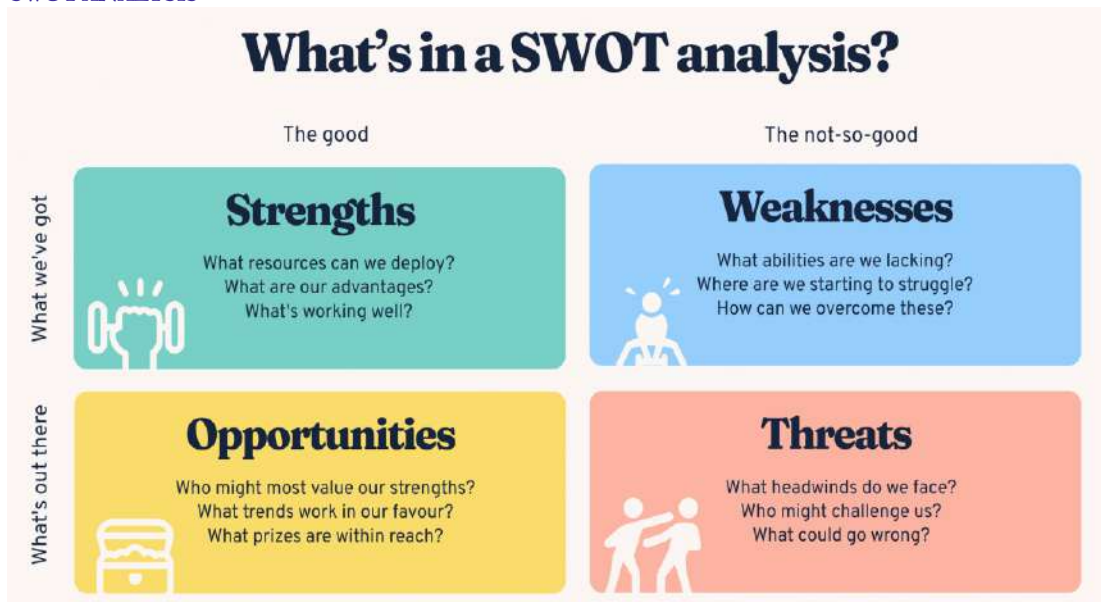 What's in a SWOT analysis?
The good
The not-so-good
What we've got
Strengths
What resources can we deploy?
What are our advantages?
What's working well?
Weaknesses
What abilities are we lacking?
Where are we starting to struggle?
How can we overcome these?
What's out there
Opportunities
Who might most value our strengths?
What trends work in our favour?
What prizes are within reach?
Threats
What headwinds do we face?
Who might challenge us?
What could go wrong?